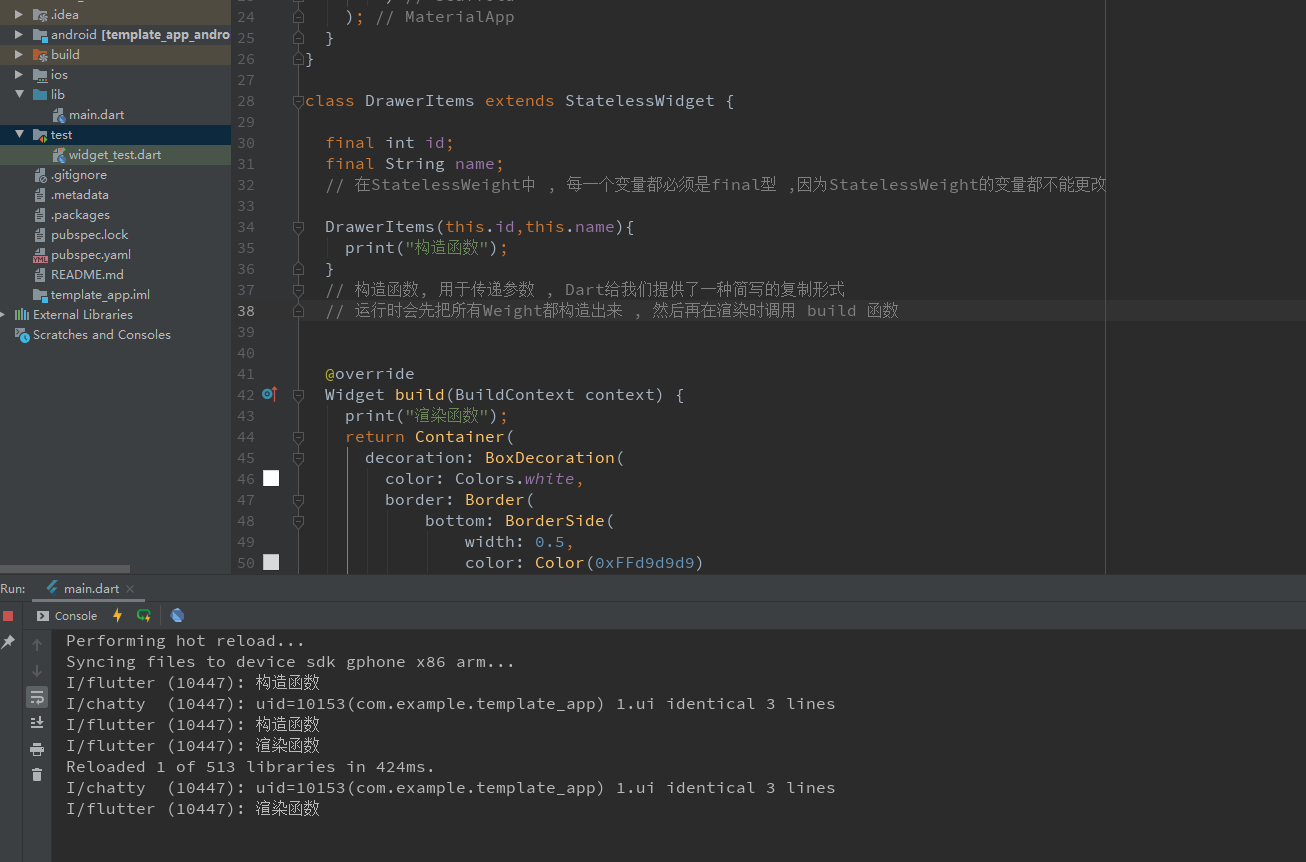 .idea
android [template_app_andro
build
ios
lib
main.dart
test
widget_test.dart
.gitignore
.metadata
.packages
pubspec.lock
pubspec.yaml
README.md
template_app.iml
External Libraries
Scratches and Consoles
24 ); // MaterialApp
25 }
26 }
27
28 class DrawerItems extends StatelessWidget {
29
30 final int id;
31 final String name;
32 // 在StatelessWeight中 , 每一个变量都必须是final型 ,因为StatelessWeight的变量都不能更改
33
34 DrawerItems(this.id,this.name){
35 print("构造函数");
36 }
37 // 构造函数, 用于传递参数 , Dart给我们提供了一种简写的复制形式
38 // 运行时会先把所有Weight都构造出来 , 然后再在渲染时调用 build 函数
39
40
41 @override
42 Widget build(BuildContext context) {
43 print("渲染函数");
44 return Container(
45 decoration: BoxDecoration(
46 color: Colors.white,
47 border: Border(
48 bottom: BorderSide(
49 width: 0.5,
50 color: Color(0xFFd9d9d9)
Run: main.dart
Console
Performing hot reload...
Syncing files to device sdk gphone x86 arm...
I/flutter (10447): 构造函数
I/chatty  (10447): uid=10153(com.example.template_app) 1.ui identical 3 lines
I/flutter (10447): 构造函数
I/flutter (10447): 渲染函数
Reloaded 1 of 513 libraries in 424ms.
I/chatty  (10447): uid=10153(com.example.template_app) 1.ui identical 3 lines
I/flutter (10447): 渲染函数